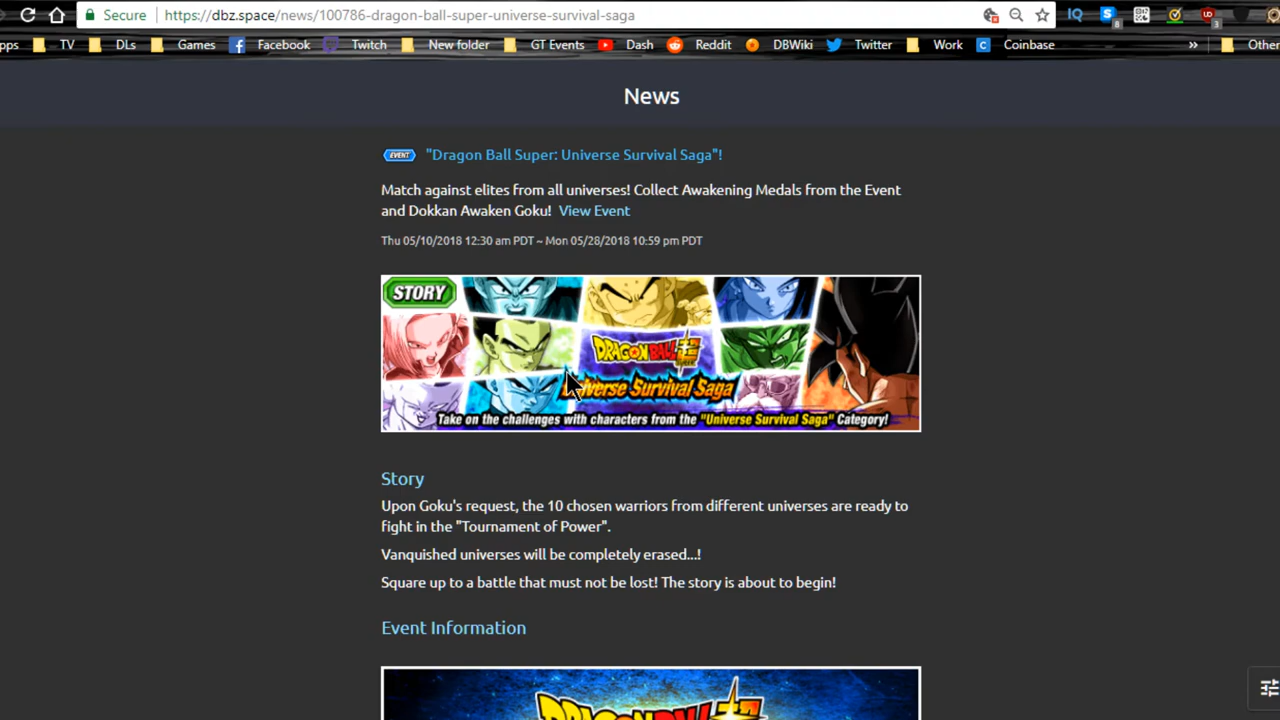 Secure https://dbz.space/news/100786-dragon-ball-super-universe-survival-saga
TV DLs Games Facebook Twitch New folder GT Events Dash Reddit DBWiki Twitter Work Coinbase » Other
News
EVENT "Dragon Ball Super: Universe Survival Saga"!
Match against elites from all universes! Collect Awakening Medals from the Event
and Dokkan Awaken Goku! View Event
Thu 05/10/2018 12:30 am PDT ~ Mon 05/28/2018 10:59 pm PDT
STORY
DRAGON BALL
Universe Survival Saga
Take on the challenges with characters from the "Universe Survival Saga" Category!
Story
Upon Goku's request, the 10 chosen warriors from different universes are ready to
fight in the "Tournament of Power".
Vanquished universes will be completely erased...!
Square up to a battle that must not be lost! The story is about to begin!
Event Information
DRAGON BALL